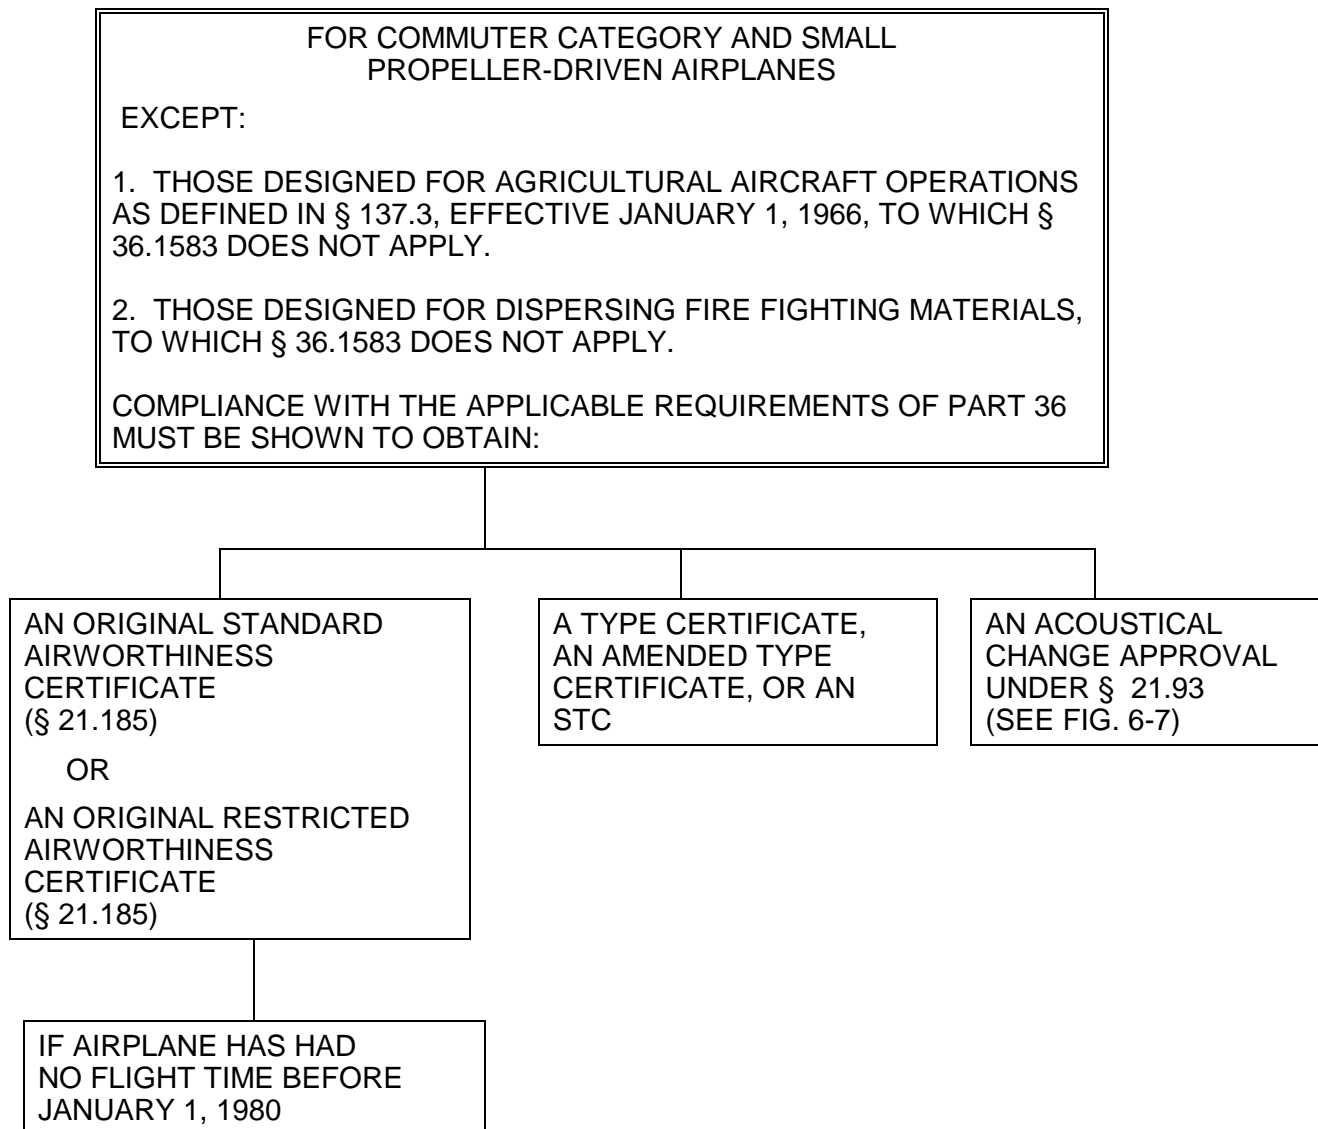 FOR COMMUTER CATEGORY AND SMALL
PROPELLER-DRIVEN AIRPLANES
EXCEPT:
1. THOSE DESIGNED FOR AGRICULTURAL AIRCRAFT OPERATIONS
AS DEFINED IN § 137.3, EFFECTIVE JANUARY 1, 1966, TO WHICH §
36.1583 DOES NOT APPLY.
2. THOSE DESIGNED FOR DISPERSING FIRE FIGHTING MATERIALS,
TO WHICH § 36.1583 DOES NOT APPLY.
COMPLIANCE WITH THE APPLICABLE REQUIREMENTS OF PART 36
MUST BE SHOWN TO OBTAIN:
AN ORIGINAL STANDARD
AIRWORTHINESS
CERTIFICATE
(§ 21.185)
OR
AN ORIGINAL RESTRICTED
AIRWORTHINESS
CERTIFICATE
(§ 21.185)
IF AIRPLANE HAS HAD
NO FLIGHT TIME BEFORE
JANUARY 1, 1980
A TYPE CERTIFICATE,
AN AMENDED TYPE
CERTIFICATE, OR AN
STC
AN ACOUSTICAL
CHANGE APPROVAL
UNDER § 21.93
(SEE FIG. 6-7)